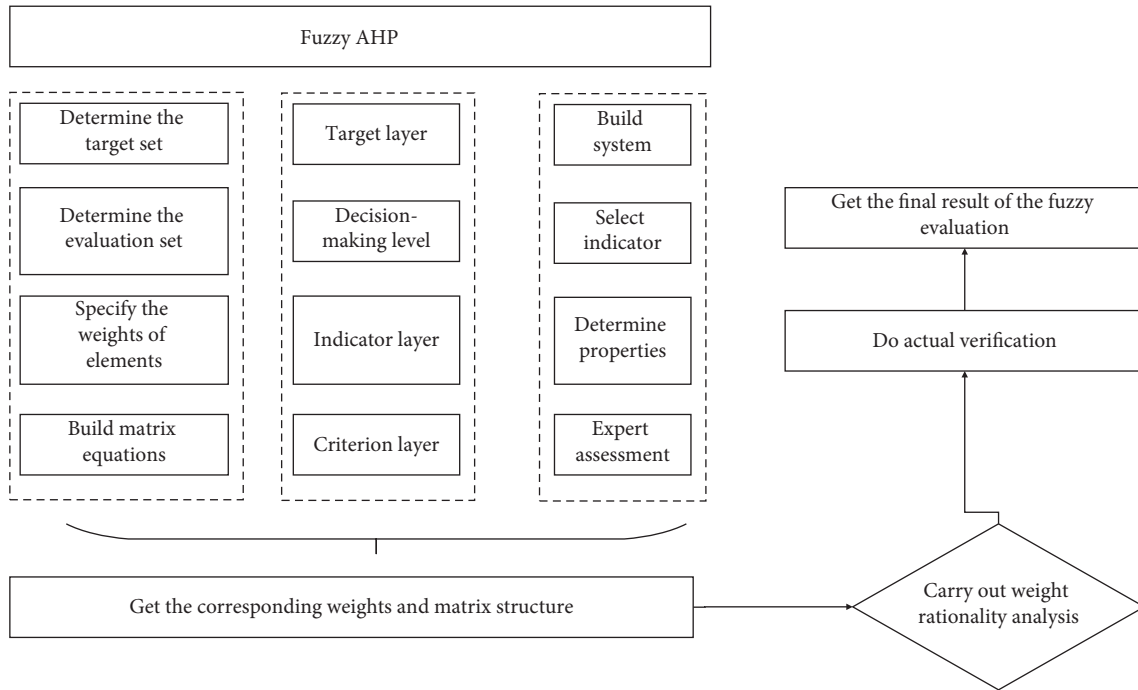 Fuzzy AHP
Determine the
target set
Determine the
evaluation set
Specify the
weights of
elements
Build matrix
equations
Target layer
Decision-
making level
Indicator layer
Criterion layer
Build
system
Select
indicator
Determine
properties
Expert
assessment
Get the corresponding weights and matrix structure
Carry out weight
rationality analysis
Do actual verification
Get the final result of the fuzzy
evaluation